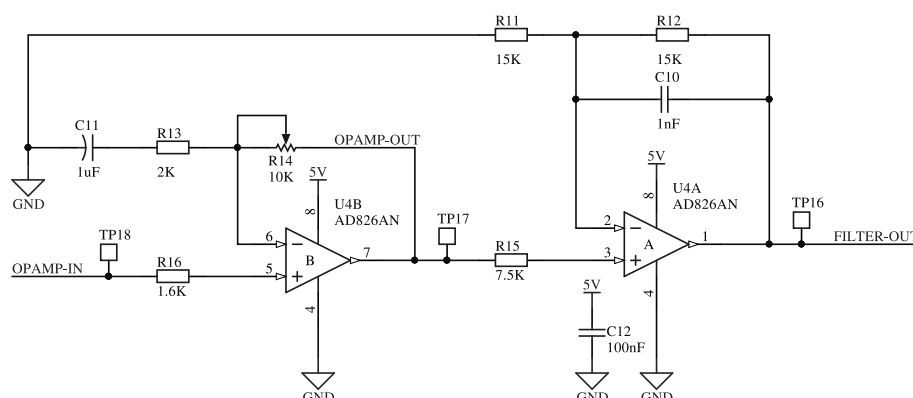 R11
15K
R12
15K
C10
1nF
C11
1uF
R13
2K
R14
10K
OPAMP-OUT
GND
5V
8
U4B
AD826AN
5V
8
U4A
AD826AN
TP18
OPAMP-IN
R16
1.6K
6
5
B
7
4
TP17
R15
7.5K
2
3
A
1
4
TP16
FILTER-OUT
5V
C12
100nF
GND
GND
GND